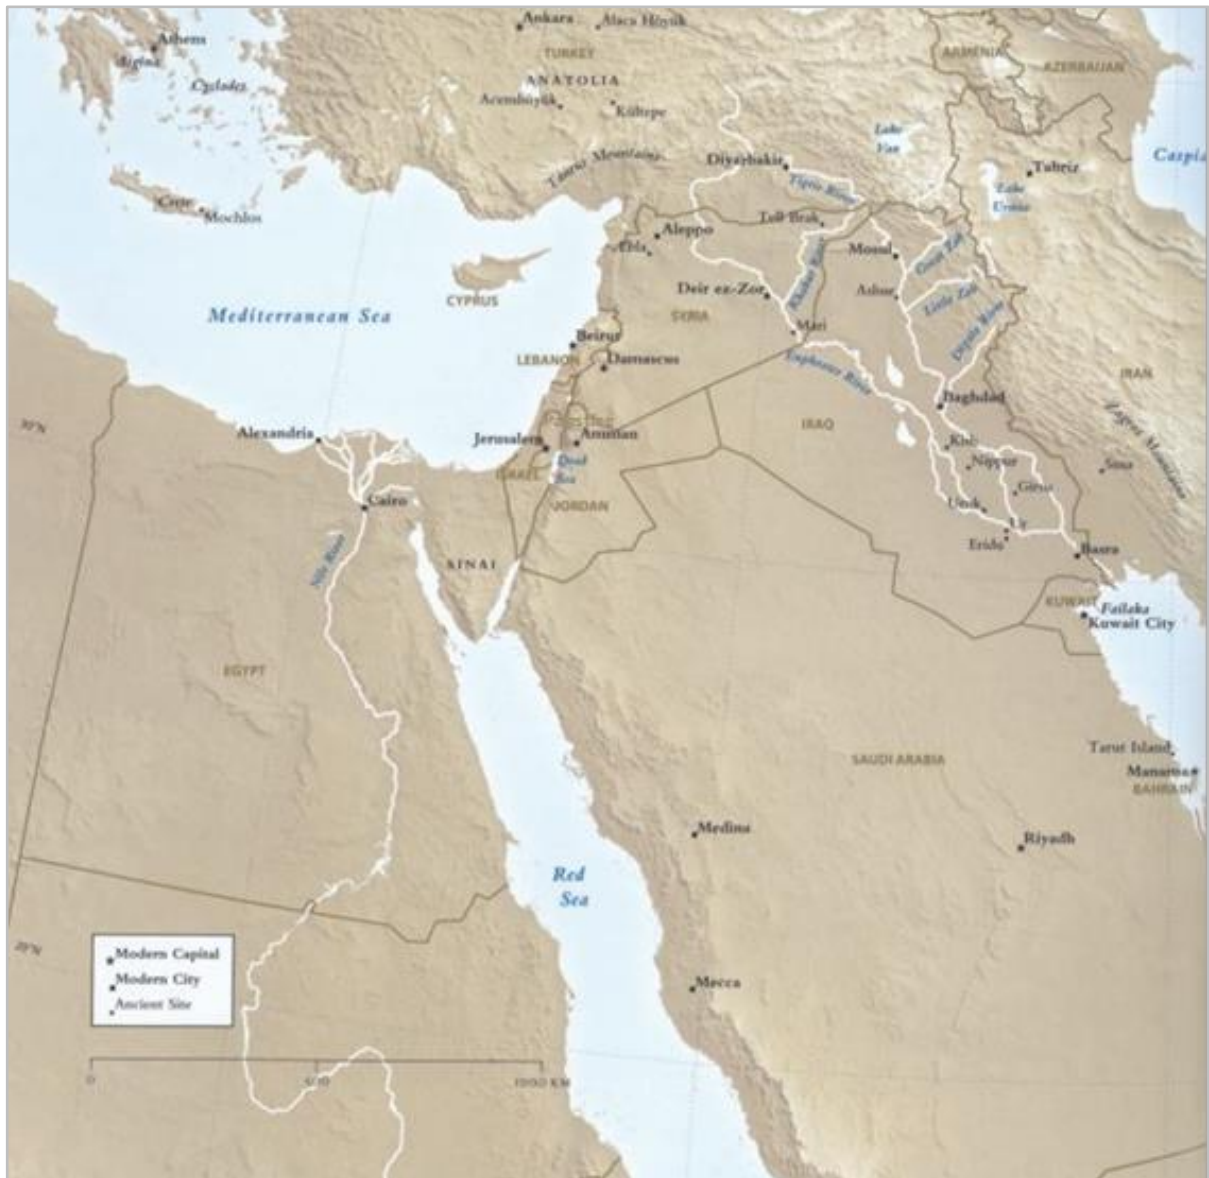 Ankara
Alaca Höyük
Athens
Aigina
TURKEY
ARMENIA
AZERBAIJAN
ANATOLIA
Cyclades
Acemhöyük
Kültepe
Lake
Van
Caspia
Taurus Mountains
Diyarbakir
Tabriz
Tigris River
Lake
Urmia
Crete
Mochlos
Tell Brak
Aleppo
Ebla
Mosul
Great Zab
Khabur River
Deir ez-Zor
Ashur
Little Zab
CYPRUS
Mediterranean Sea
SYRIA
Mari
Diyala River
Beirut
LEBANON
Damascus
Euphrates River
IRAN
Baghdad
Zagros Mountains
IRAQ
Palestine
Alexandria
Jerusalem
Amman
Kish
30°N
Dead
Sea
Nippur
Susa
ISRAEL
Girsu
Cairo
JORDAN
Uruk
Ur
Eridu
Basra
Nile River
SINAI
KUWAIT
Failaka
Kuwait City
EGYPT
Tarut Island
SAUDI ARABIA
Manama
BAHRAIN
Medina
Riyadh
Red
Sea
20°N
Modern Capital
Modern City
Ancient Site
Mecca
0
500
1000 KM